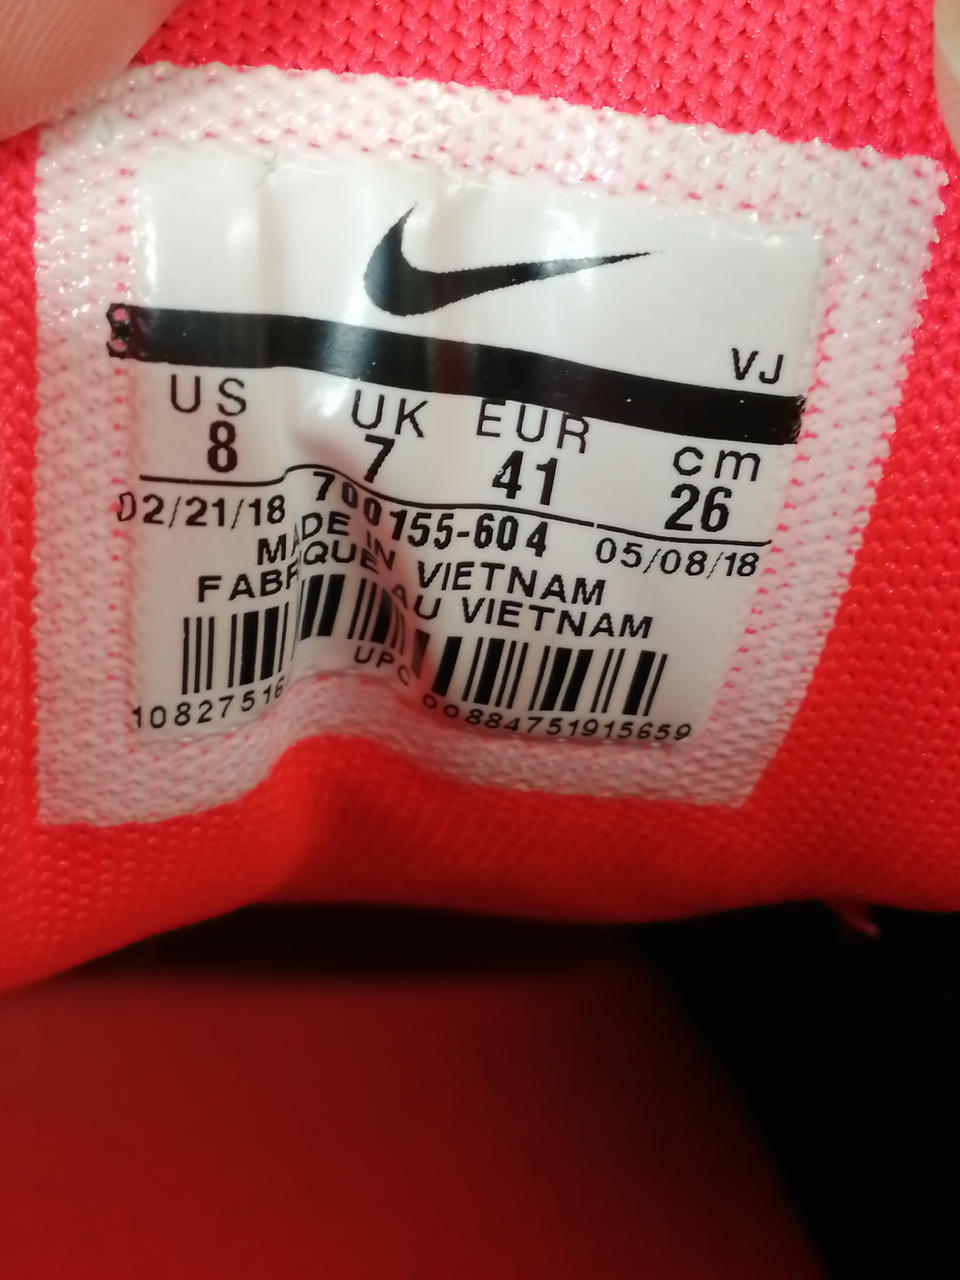 VJ
US UK EUR cm
8 7 41 26
02/21/18 700155-604 05/08/18
MADE IN VIETNAM
FABRIQUE AU VIETNAM
UPC
10827516 00884751915659